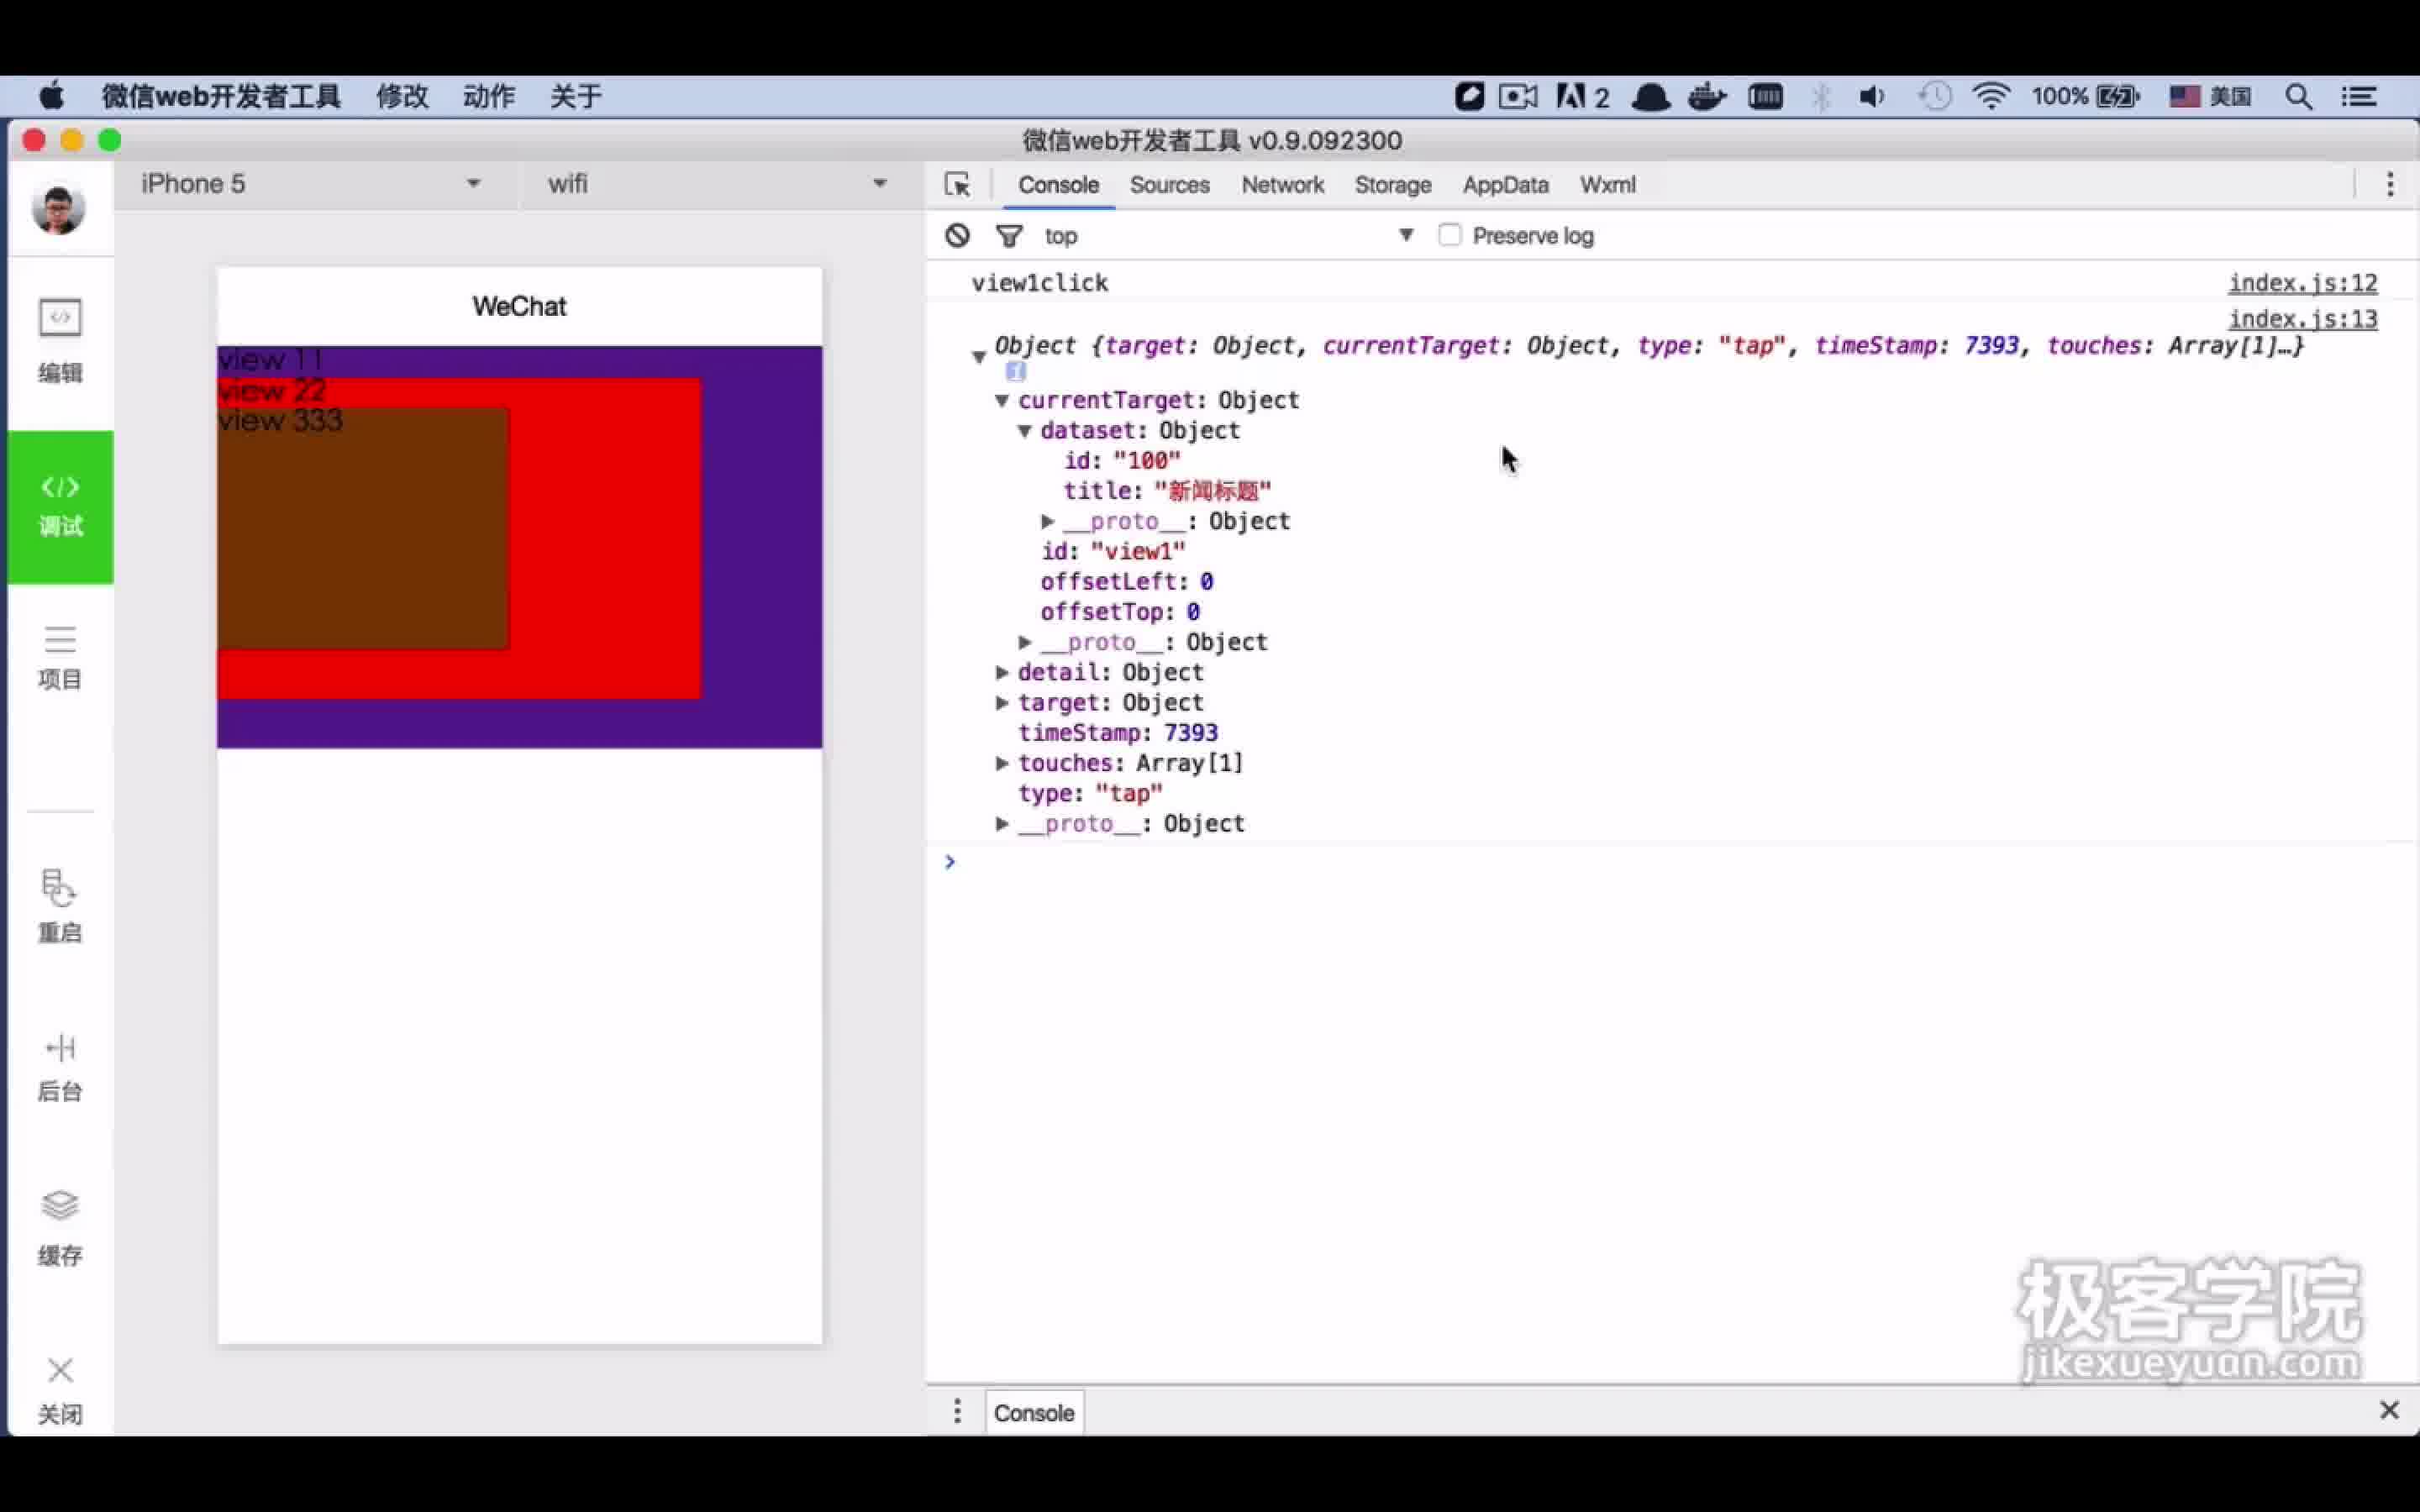 微信web开发者工具 修改 动作 关于 2 100% 美国
微信web开发者工具 v0.9.092300
iPhone 5 wifi Console Sources Network Storage AppData Wxml
top Preserve log
view1click index.js:12
index.js:13
Object {target: Object, currentTarget: Object, type: "tap", timeStamp: 7393, touches: Array[1]…}
currentTarget: Object
dataset: Object
id: "100"
title: "新闻标题"
__proto__: Object
id: "view1"
offsetLeft: 0
offsetTop: 0
__proto__: Object
detail: Object
target: Object
timeStamp: 7393
touches: Array[1]
type: "tap"
__proto__: Object
WeChat
view 11
view 22
view 333
编辑
调试
项目
重启
后台
缓存
关闭
Console
极客学院
jikexueyuan.com